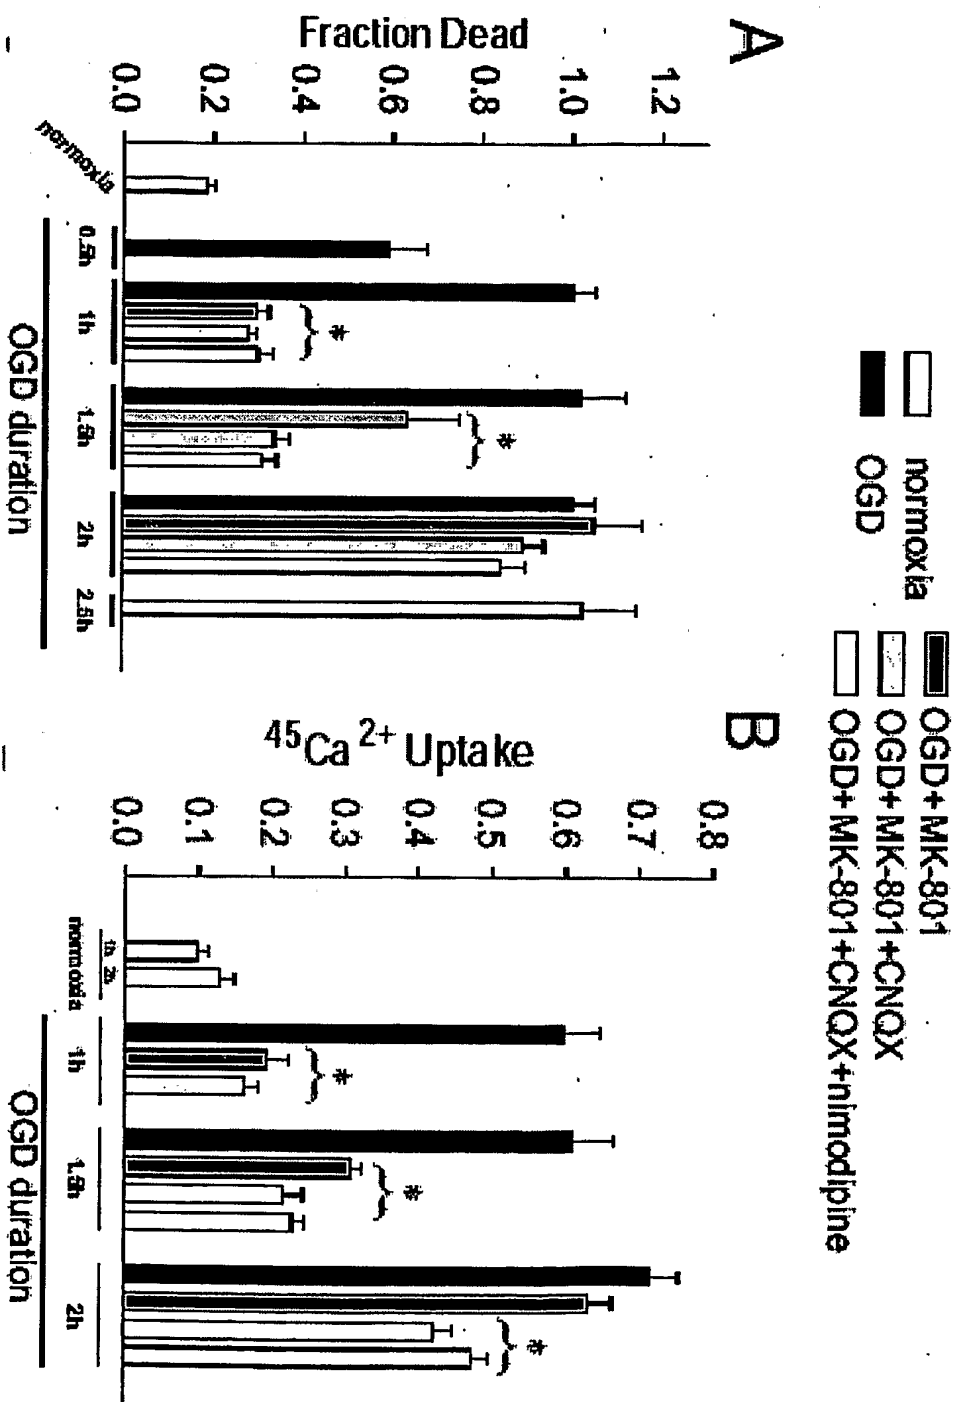 normoxia
OGD
OGD+MK-801
OGD+MK-801+CNQX
OGD+MK-801+CNQX+nimodipine
A
Fraction Dead
1.2
1.0
0.8
0.6
0.4
0.2
0.0
*
*
normoxia
0.5h
1h
1.5h
2h
2.5h
OGD duration
B
45Ca 2+ Uptake
0.8
0.7
0.6
0.5
0.4
0.3
0.2
0.1
0.0
*
*
*
1h 2h
normoxia
1h
1.5h
2h
OGD duration